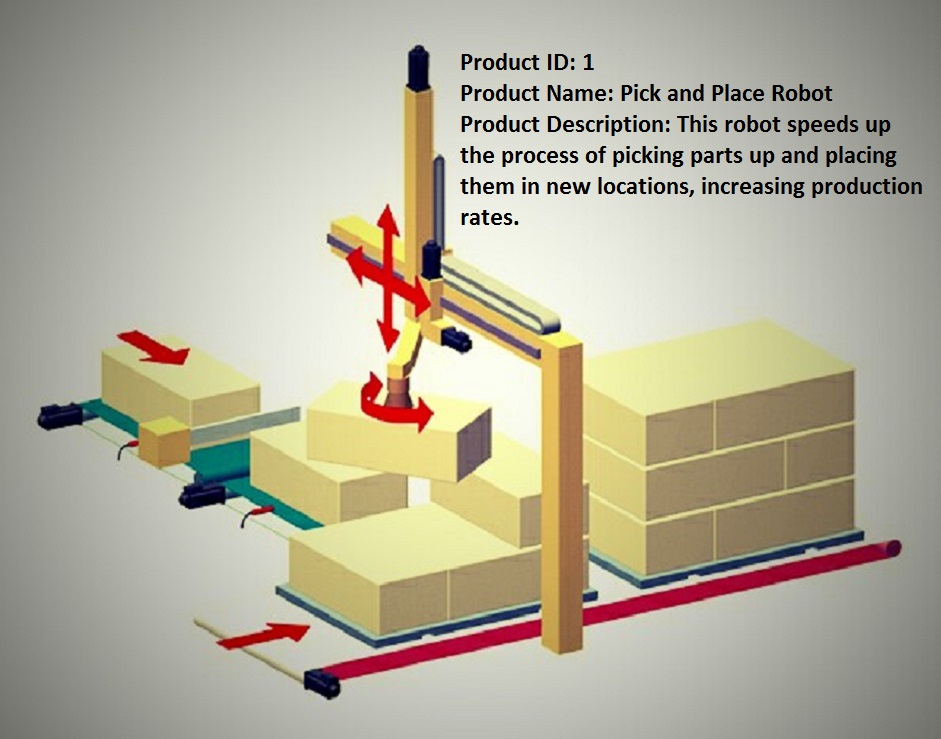 Product ID: 1
Product Name: Pick and Place Robot
Product Description: This robot speeds up
the process of picking parts up and placing
them in new locations, increasing production
rates.